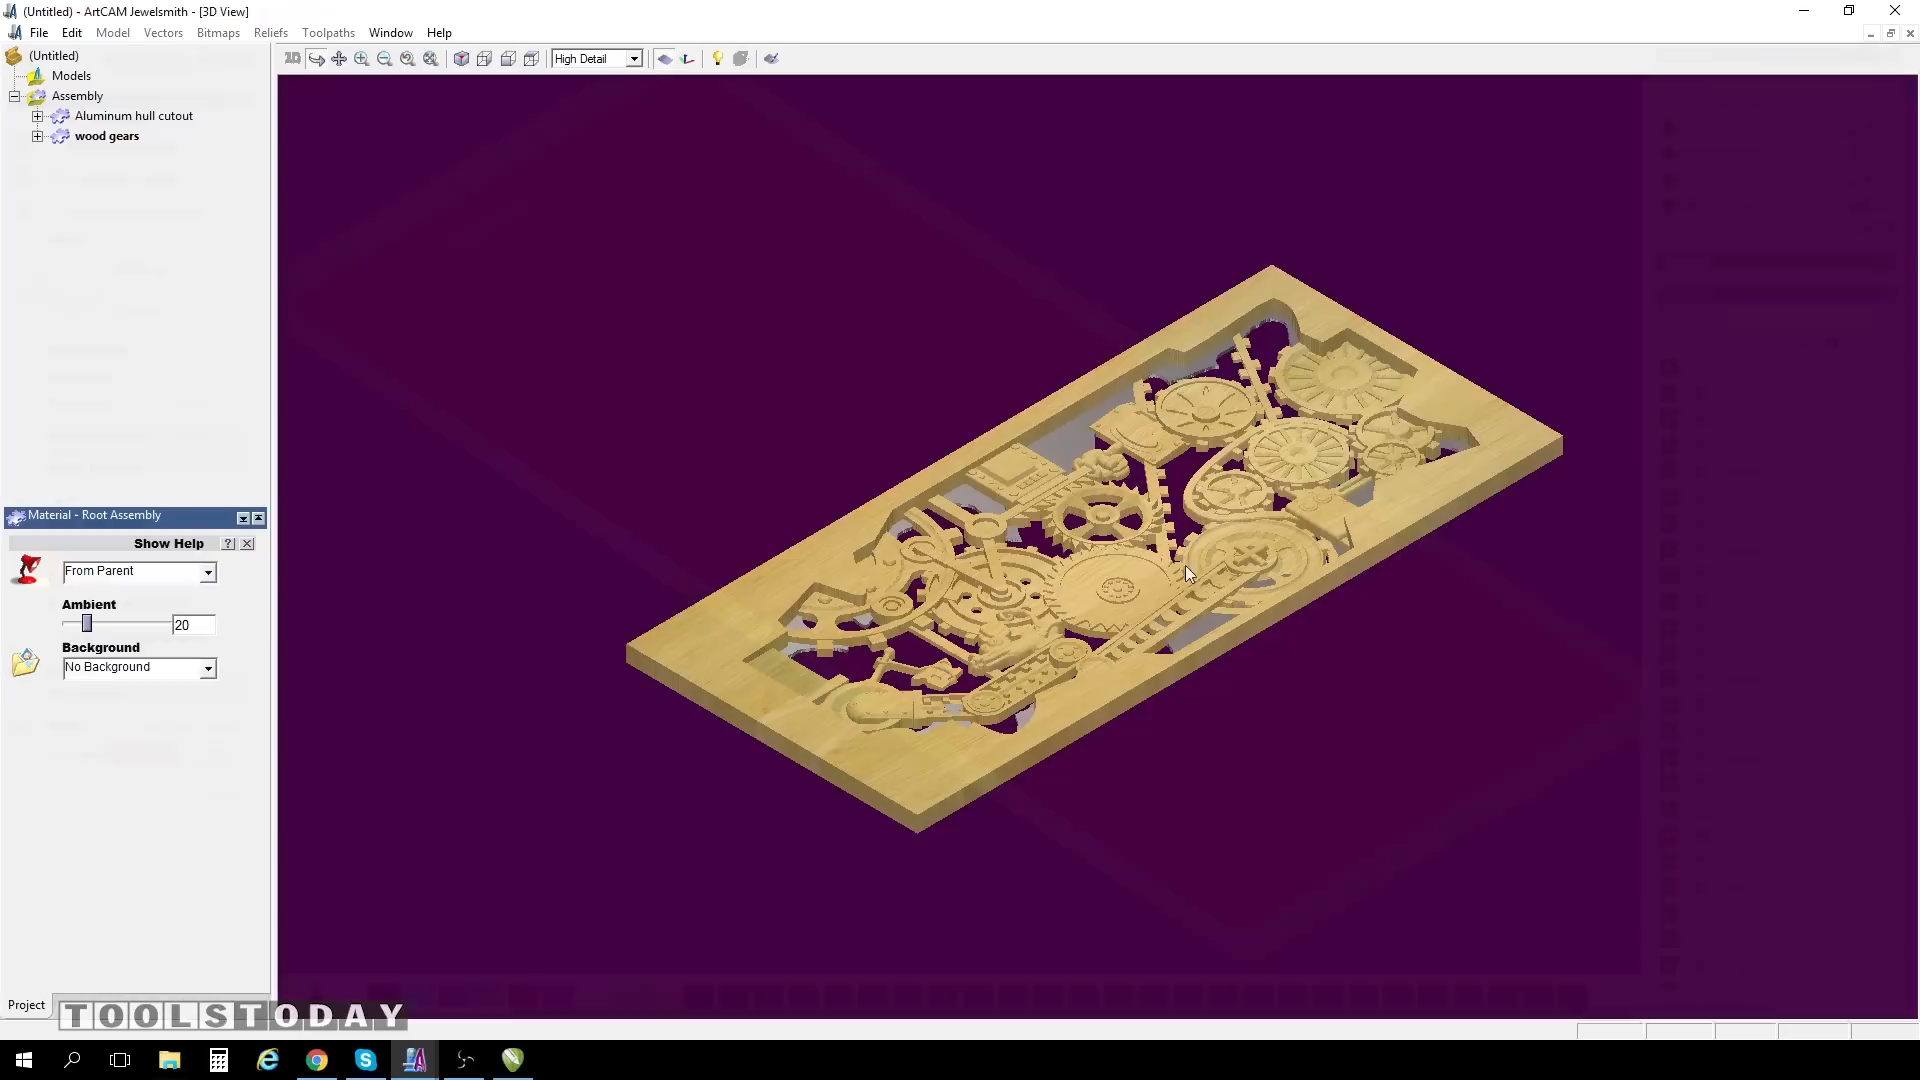 (Untitled) - ArtCAM Jewelsmith - [3D View]
File Edit Model Vectors Bitmaps Reliefs Toolpaths Window Help
(Untitled)
2D
High Detail
Models
Assembly
Aluminum hull cutout
wood gears
Material - Root Assembly
Show Help ?
From Parent
Ambient
20
Background
No Background
Project
TOOLSTODAY